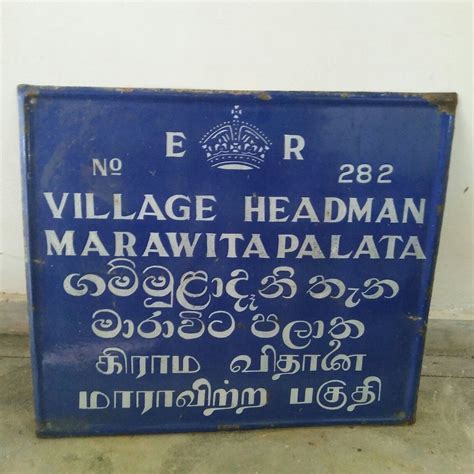 E R
No 282
VILLAGE HEADMAN
MARAWITA PALATA
ගම්මුළාදෑනිතැන
මාරාවිට පලාත
கிராம விதானை
மாராவிற்ற பகுதி